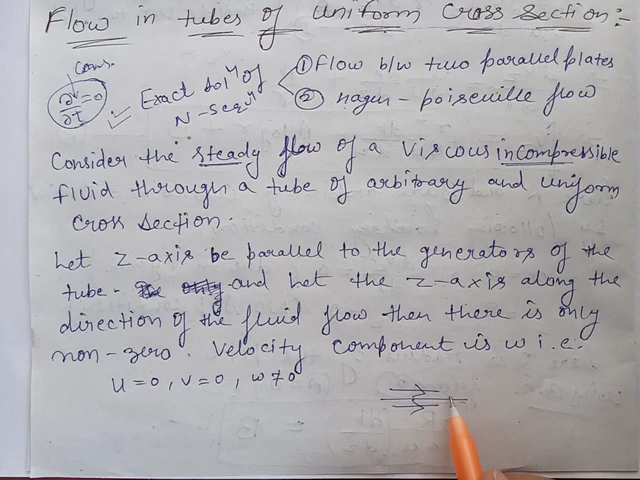 Flow in tubes of uniform cross section:-
Cons.
∂/∂t = 0
Exact solⁿ of N-S eqⁿ
① Flow b/w two parallel plates
② hagen - poiseuille flow
Consider the steady flow of a viscous incompressible
fluid through a tube of arbitrary and uniform
cross section.
Let z-axis be parallel to the generators of the
tube. and Let the z-axis along the
direction of the fluid flow then there is only
non-zero. Velocity component is w i.e.
u=0, v=0, w≠0